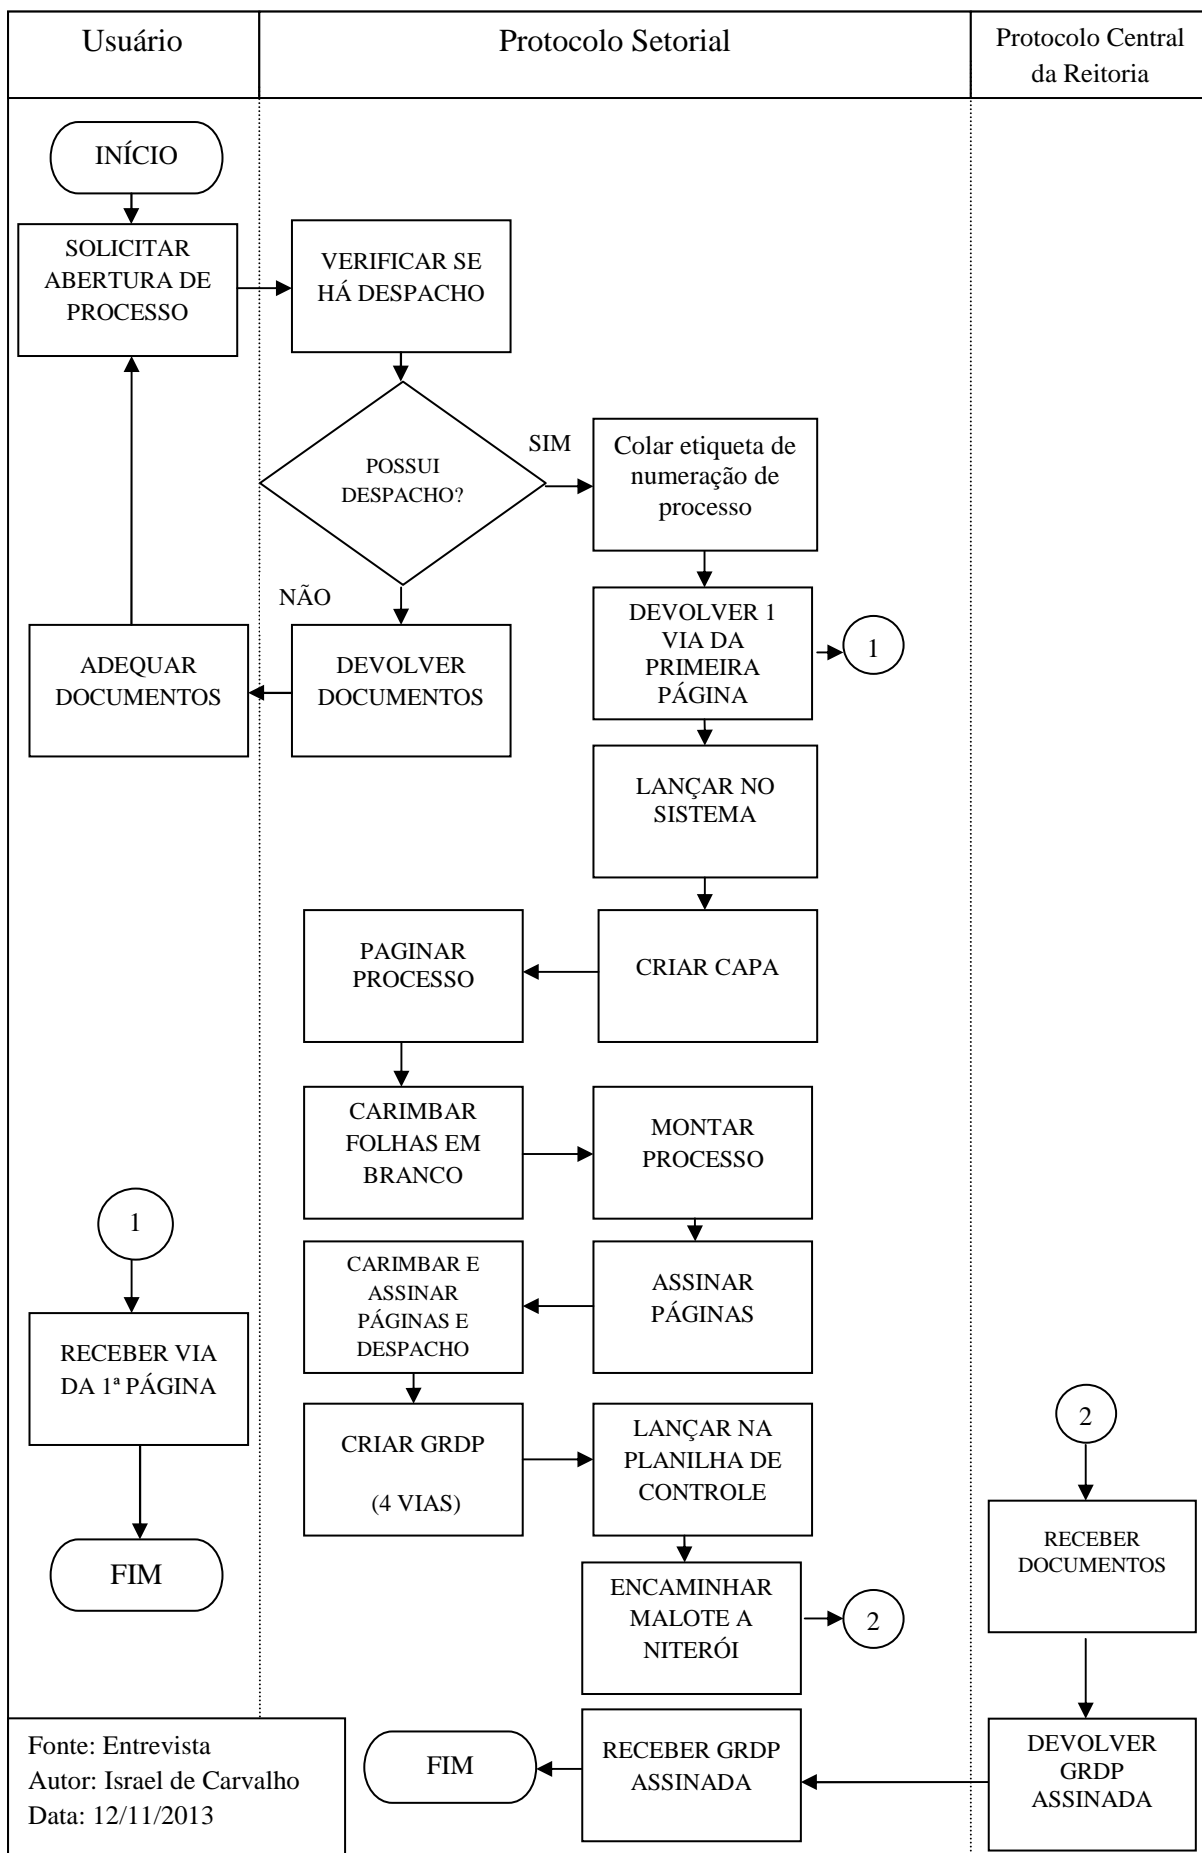 Usuário
Protocolo Setorial
Protocolo Central
da Reitoria
INÍCIO
SOLICITAR
ABERTURA DE
PROCESSO
VERIFICAR SE
HÁ DESPACHO
POSSUI
DESPACHO?
SIM
Colar etiqueta de
numeração de
processo
NÃO
DEVOLVER 1
VIA DA
PRIMEIRA
PÁGINA
1
ADEQUAR
DOCUMENTOS
DEVOLVER
DOCUMENTOS
LANÇAR NO
SISTEMA
PAGINAR
PROCESSO
CRIAR CAPA
CARIMBAR
FOLHAS EM
BRANCO
MONTAR
PROCESSO
1
CARIMBAR E
ASSINAR
PÁGINAS E
DESPACHO
ASSINAR
PÁGINAS
RECEBER VIA
DA 1ª PÁGINA
CRIAR GRDP
(4 VIAS)
LANÇAR NA
PLANILHA DE
CONTROLE
2
FIM
ENCAMINHAR
MALOTE A
NITERÓI
2
RECEBER
DOCUMENTOS
Fonte: Entrevista
Autor: Israel de Carvalho
Data: 12/11/2013
FIM
RECEBER GRDP
ASSINADA
DEVOLVER
GRDP
ASSINADA